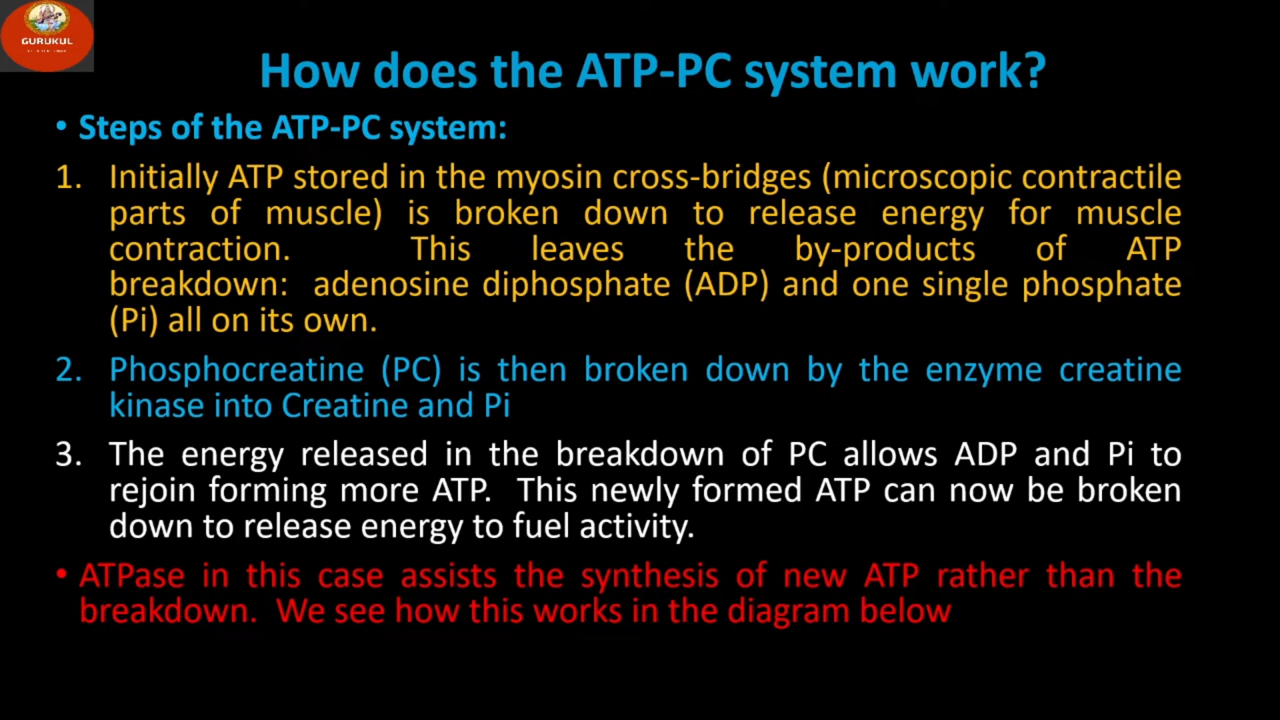 GURUKUL
How does the ATP-PC system work?
• Steps of the ATP-PC system:
1. Initially ATP stored in the myosin cross-bridges (microscopic contractile
parts of muscle) is broken down to release energy for muscle
contraction. This leaves the by-products of ATP
breakdown: adenosine diphosphate (ADP) and one single phosphate
(Pi) all on its own.
2. Phosphocreatine (PC) is then broken down by the enzyme creatine
kinase into Creatine and Pi
3. The energy released in the breakdown of PC allows ADP and Pi to
rejoin forming more ATP. This newly formed ATP can now be broken
down to release energy to fuel activity.
• ATPase in this case assists the synthesis of new ATP rather than the
breakdown. We see how this works in the diagram below